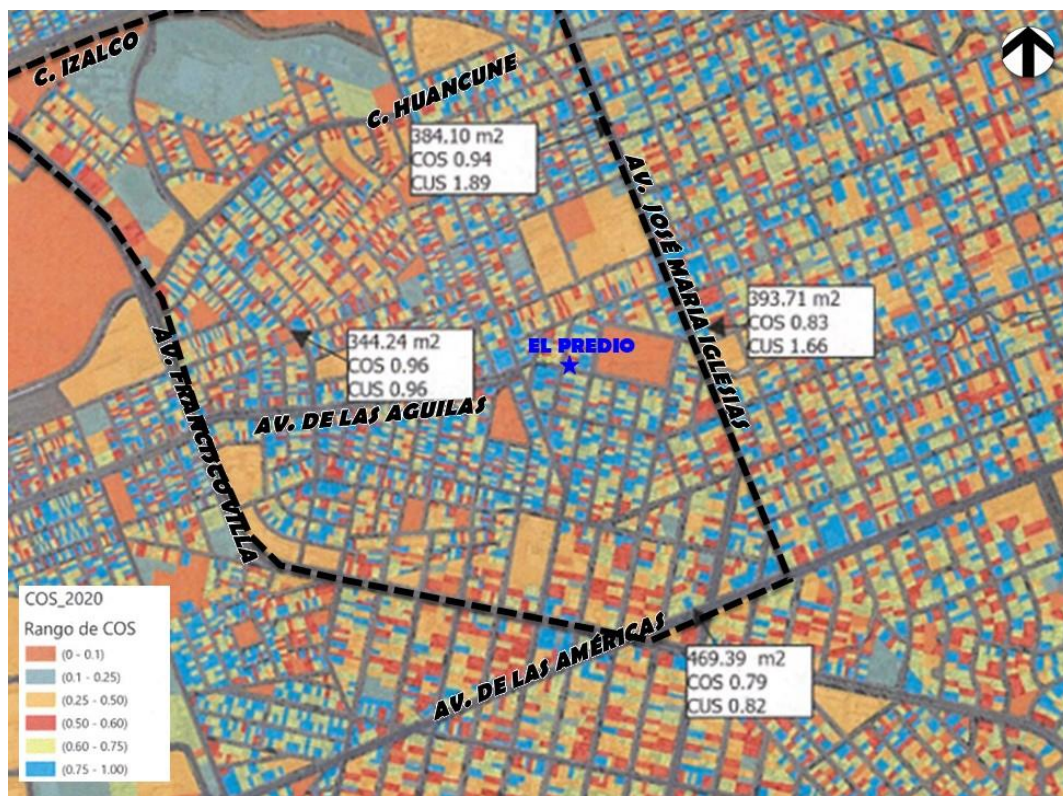 C. IZALCO
C. HUANCUNE
384.10 m2
COS 0.94
CUS 1.89
AV. JOSÉ MARIA IGLESIAS
393.71 m2
COS 0.83
CUS 1.66
344.24 m2
COS 0.96
CUS 0.96
EL PREDIO
AV. FRANCISCO VILLA
AV. DE LAS AGUILAS
COS_2020
Rango de COS
(0 - 0.1)
(0.1 - 0.25)
(0.25 - 0.50)
(0.50 - 0.60)
(0.60 - 0.75)
(0.75 - 1.00)
AV. DE LAS AMÉRICAS
469.39 m2
COS 0.79
CUS 0.82